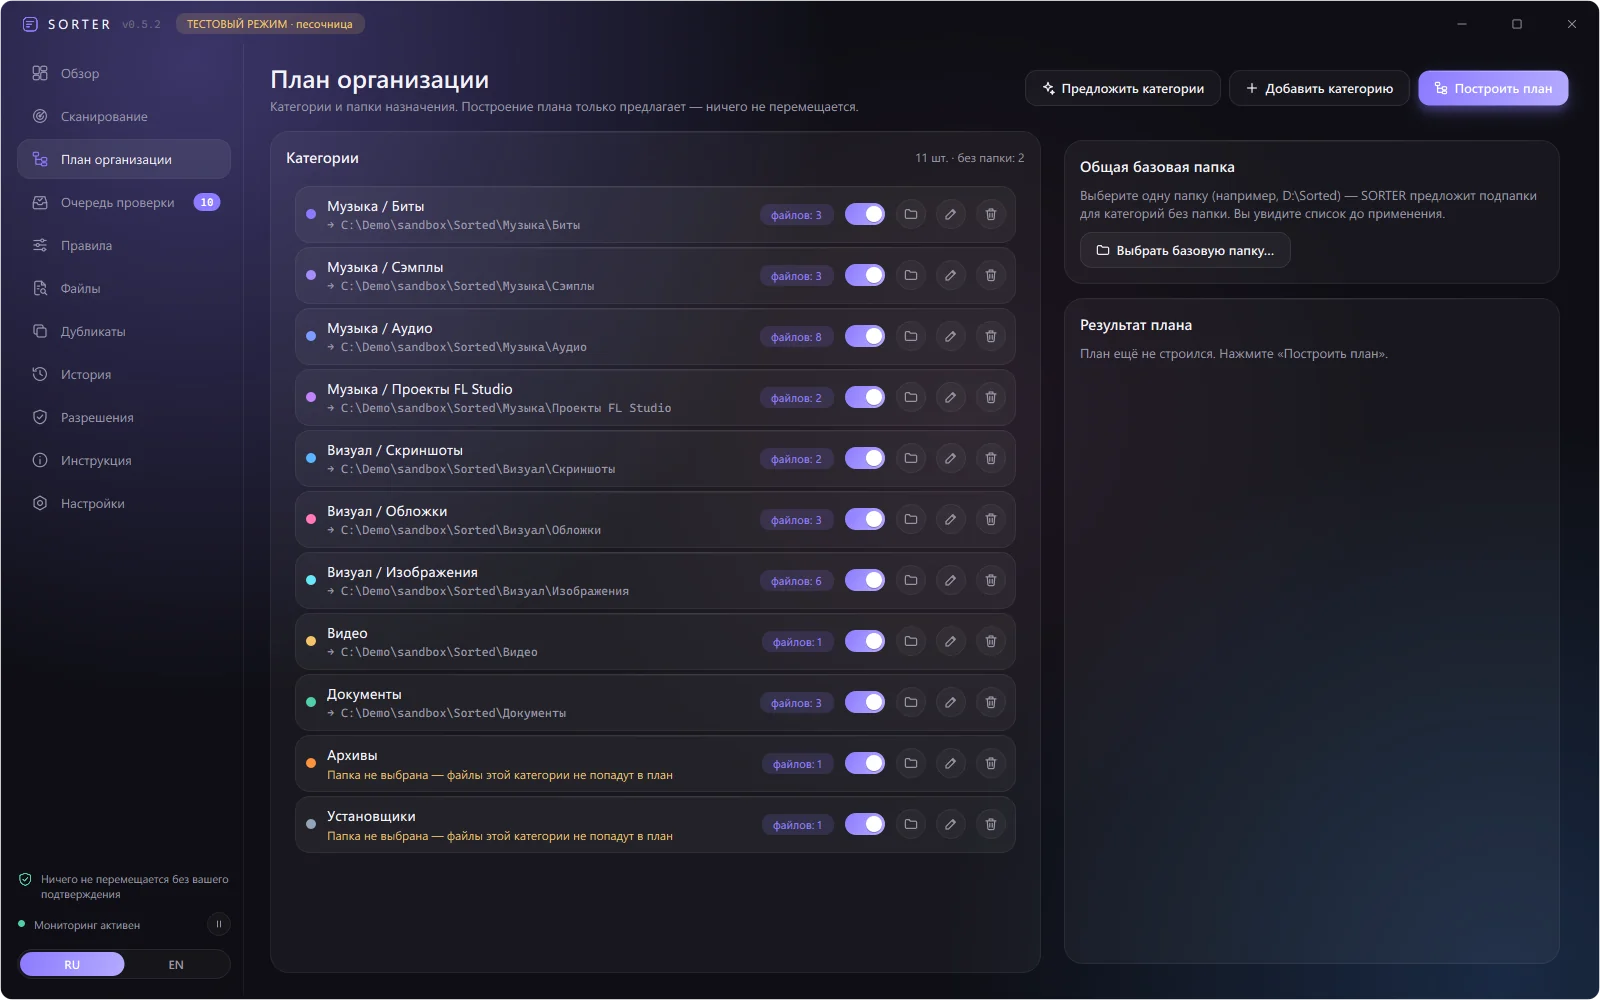 SORTER v0.5.2 ТЕСТОВЫЙ РЕЖИМ · песочница
Обзор
Сканирование
План организации
Очередь проверки 10
Правила
Файлы
Дубликаты
История
Разрешения
Инструкция
Настройки
Ничего не перемещается без вашего
подтверждения
Мониторинг активен
RU EN
План организации
Категории и папки назначения. Построение плана только предлагает — ничего не перемещается.
Предложить категории
Добавить категорию
Построить план
Категории
11 шт. · без папки: 2
Музыка / Биты
→ C:\Demo\sandbox\Sorted\Музыка\Биты
файлов: 3
Музыка / Сэмплы
→ C:\Demo\sandbox\Sorted\Музыка\Сэмплы
файлов: 3
Музыка / Аудио
→ C:\Demo\sandbox\Sorted\Музыка\Аудио
файлов: 8
Музыка / Проекты FL Studio
→ C:\Demo\sandbox\Sorted\Музыка\Проекты FL Studio
файлов: 2
Визуал / Скриншоты
→ C:\Demo\sandbox\Sorted\Визуал\Скриншоты
файлов: 2
Визуал / Обложки
→ C:\Demo\sandbox\Sorted\Визуал\Обложки
файлов: 3
Визуал / Изображения
→ C:\Demo\sandbox\Sorted\Визуал\Изображения
файлов: 6
Видео
→ C:\Demo\sandbox\Sorted\Видео
файлов: 1
Документы
→ C:\Demo\sandbox\Sorted\Документы
файлов: 3
Архивы
Папка не выбрана — файлы этой категории не попадут в план
файлов: 1
Установщики
Папка не выбрана — файлы этой категории не попадут в план
файлов: 1
Общая базовая папка
Выберите одну папку (например, D:\Sorted) — SORTER предложит подпапки
для категорий без папки. Вы увидите список до применения.
Выбрать базовую папку...
Результат плана
План ещё не строился. Нажмите «Построить план».